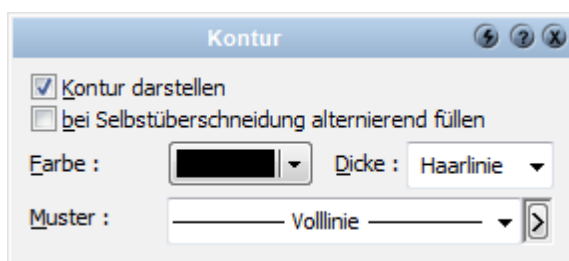 Kontur
Kontur darstellen
bei Selbstüberschneidung alternierend füllen
Farbe : Dicke : Haarlinie
Muster : Volllinie